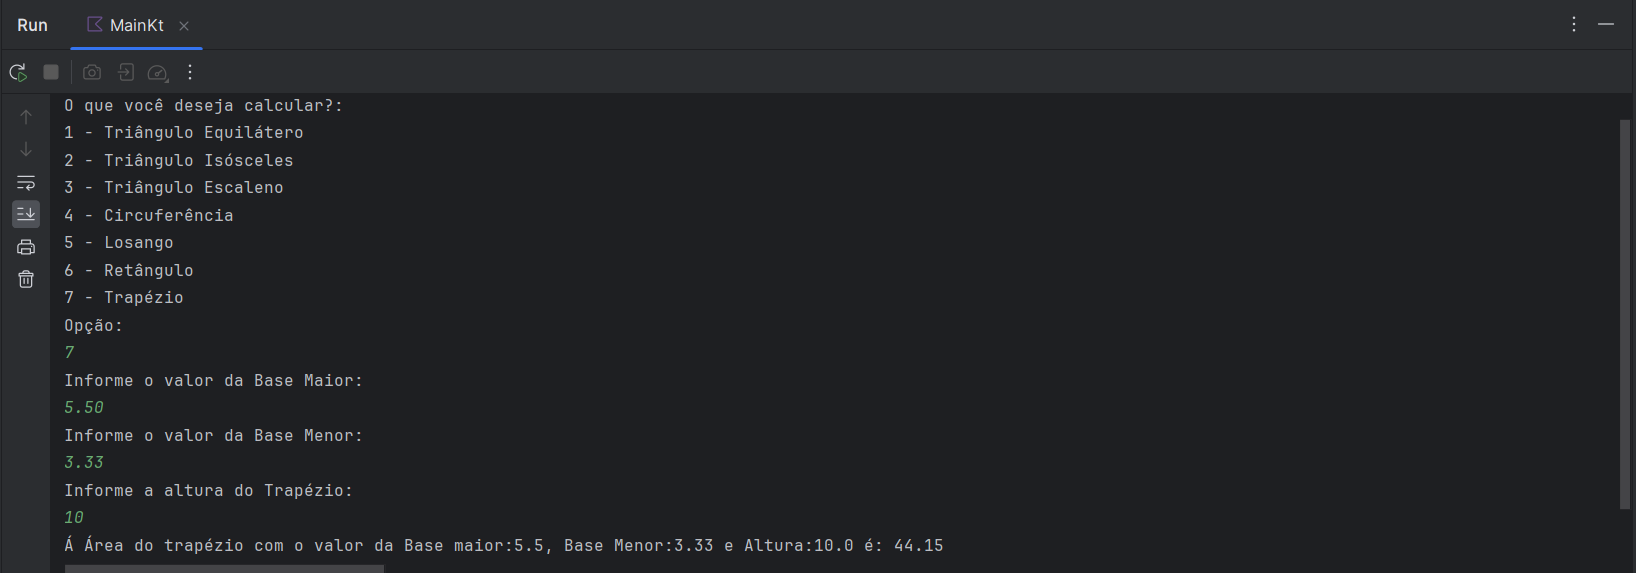 Run MainKt
O que você deseja calcular?:
1 - Triângulo Equilátero
2 - Triângulo Isósceles
3 - Triângulo Escaleno
4 - Circuferência
5 - Losango
6 - Retângulo
7 - Trapézio
Opção:
7
Informe o valor da Base Maior:
5.50
Informe o valor da Base Menor:
3.33
Informe a altura do Trapézio:
10
Á Área do trapézio com o valor da Base maior:5.5, Base Menor:3.33 e Altura:10.0 é: 44.15